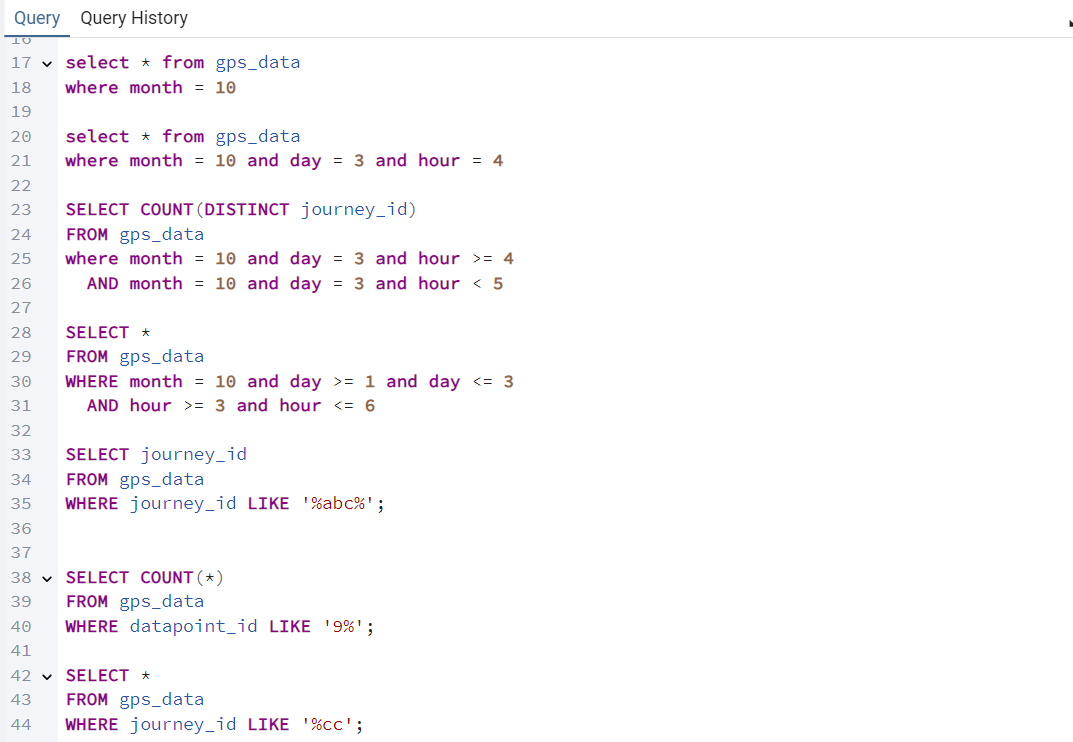 Query Query History
16
17 select * from gps_data
18 where month = 10
19
20 select * from gps_data
21 where month = 10 and day = 3 and hour = 4
22
23 SELECT COUNT(DISTINCT journey_id)
24 FROM gps_data
25 where month = 10 and day = 3 and hour >= 4
26 AND month = 10 and day = 3 and hour < 5
27
28 SELECT *
29 FROM gps_data
30 WHERE month = 10 and day >= 1 and day <= 3
31 AND hour >= 3 and hour <= 6
32
33 SELECT journey_id
34 FROM gps_data
35 WHERE journey_id LIKE '%abc%';
36
37
38 SELECT COUNT(*)
39 FROM gps_data
40 WHERE datapoint_id LIKE '9%';
41
42 SELECT *
43 FROM gps_data
44 WHERE journey_id LIKE '%cc';